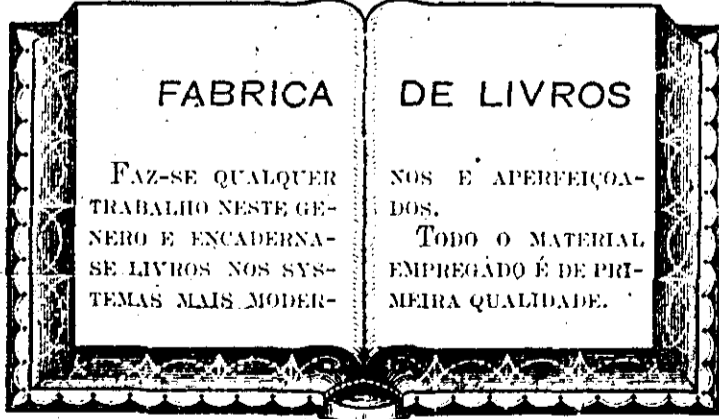 FABRICA
FAZ-SE QUALQUER
TRABALHO NESTE GE-
NERO E ENCADERNA-
SE LIVROS NOS SYS-
TEMAS MAIS MODER-
DE LIVROS
NOS E APERFEIÇOA-
DOS.
TODO O MATERIAL
EMPREGADO É DE PRI-
MEIRA QUALIDADE.